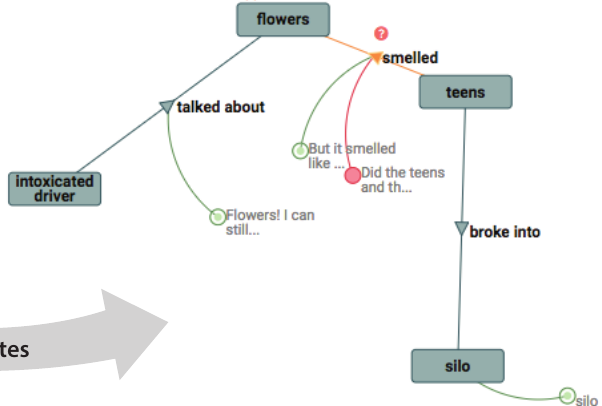 flowers
?
smelled
teens
talked about
But it smelled
like ...
Did the teens
and th...
intoxicated
driver
Flowers! I can
still...
broke into
tes
silo
silo